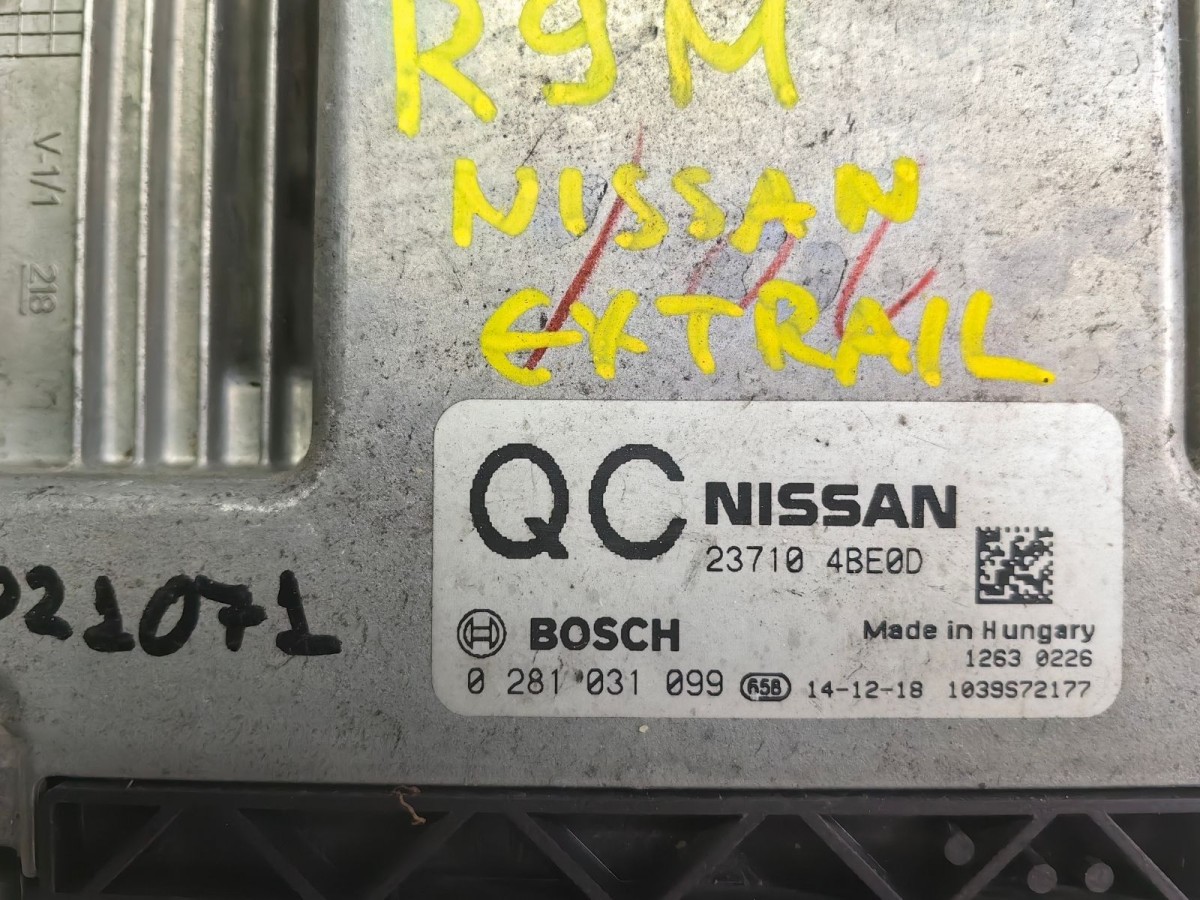 R9M
NISSAN
EXTRAIL
V-1/1
218
QC NISSAN
23710 4BE0D
BOSCH
Made in Hungary
1263 0226
0 281 031 099 658 14-12-18 1039S72177
021071